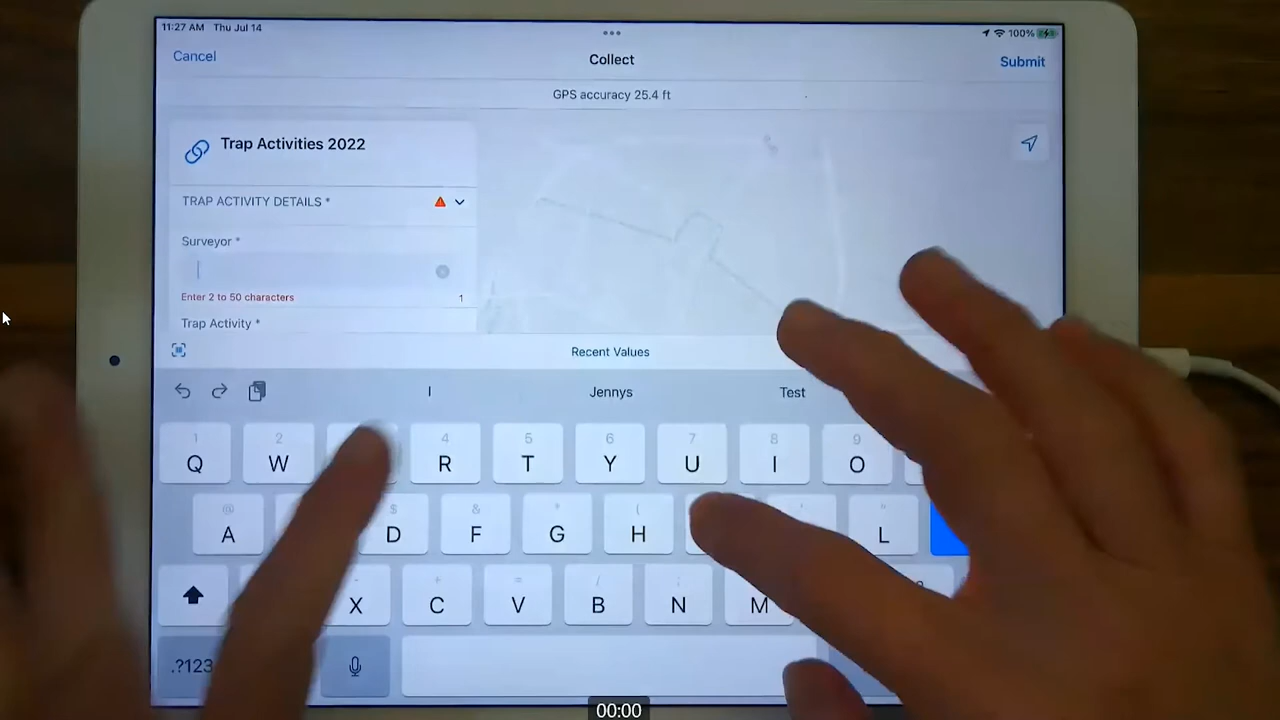 11:27 AM Thu Jul 14
100%
Cancel
Collect
Submit
GPS accuracy 25.4 ft
Trap Activities 2022
TRAP ACTIVITY DETAILS *
Surveyor *
Enter 2 to 50 characters
1
Trap Activity *
Recent Values
I Jennys Test
1 2 4 5 6 7 8 9
Q W R T Y U I O
@ $ & * ( ' "
A D F G H L
- + = / ;
X C V B N M
.?123
00:00